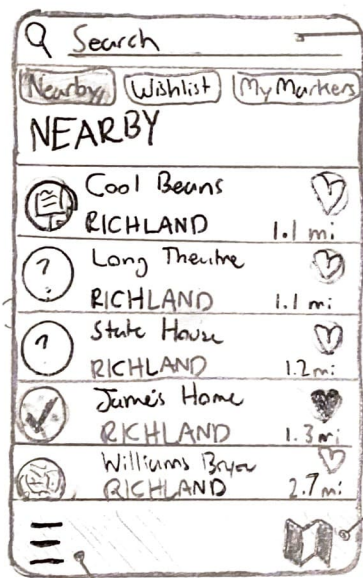 Search
Nearby Wishlist My Markers
NEARBY
Cool Beans
RICHLAND 1.1 mi
?
Long Theatre
RICHLAND 1.1 mi
?
State House
RICHLAND 1.2 mi
James Home
RICHLAND 1.3 mi
Williams
RICHLAND 2.7 mi